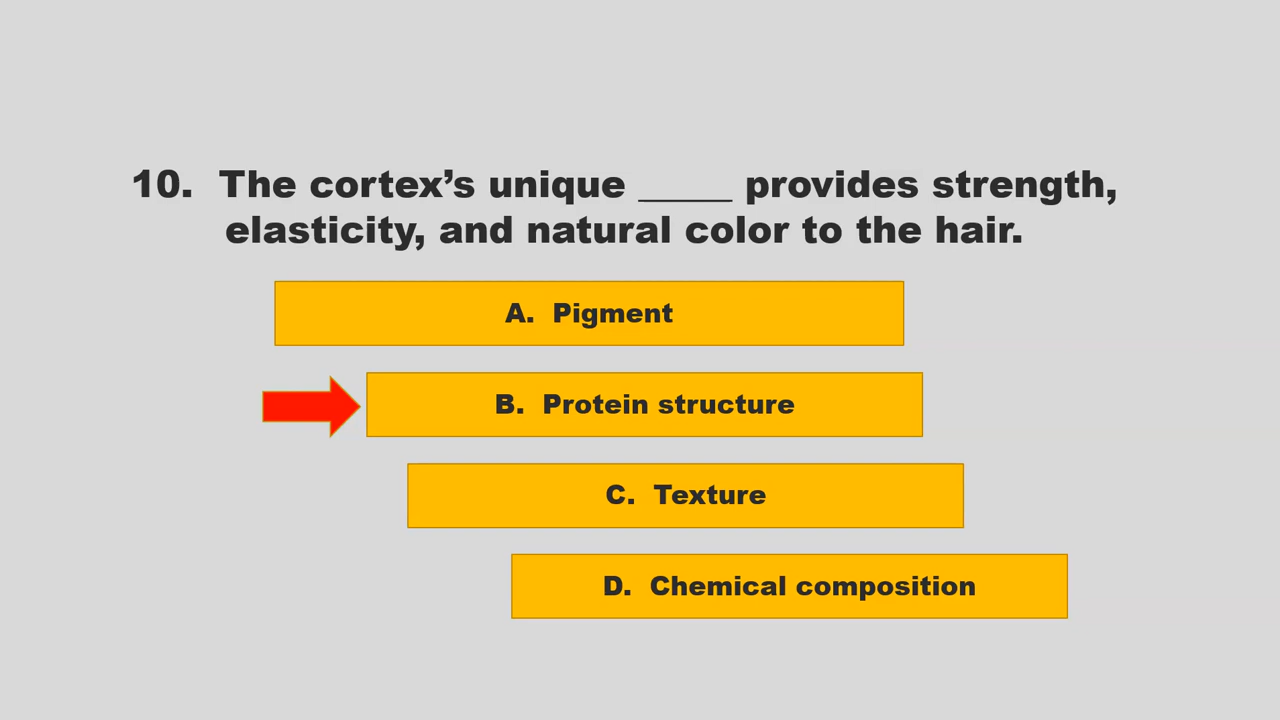 10. The cortex’s unique _____ provides strength,
elasticity, and natural color to the hair.
A. Pigment
B. Protein structure
C. Texture
D. Chemical composition